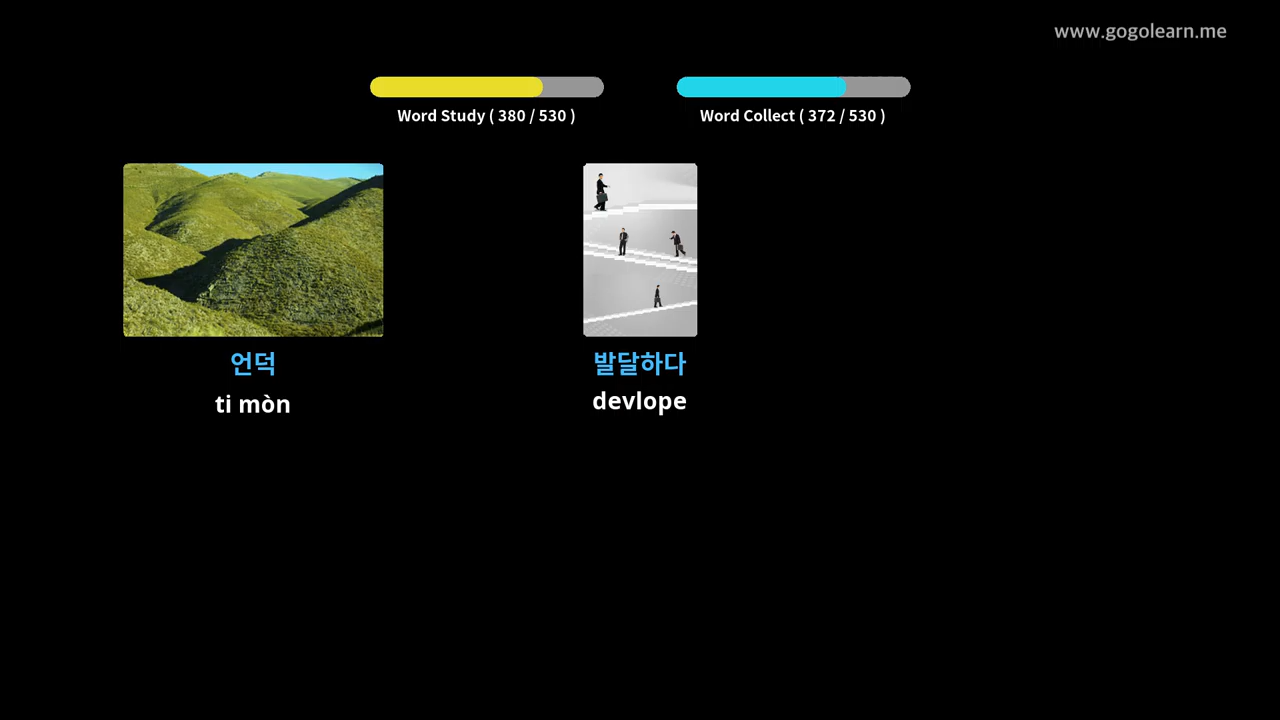 www.gogolearn.me
Word Study ( 380 / 530 )
Word Collect ( 372 / 530 )
언덕
ti mòn
발달하다
devlope